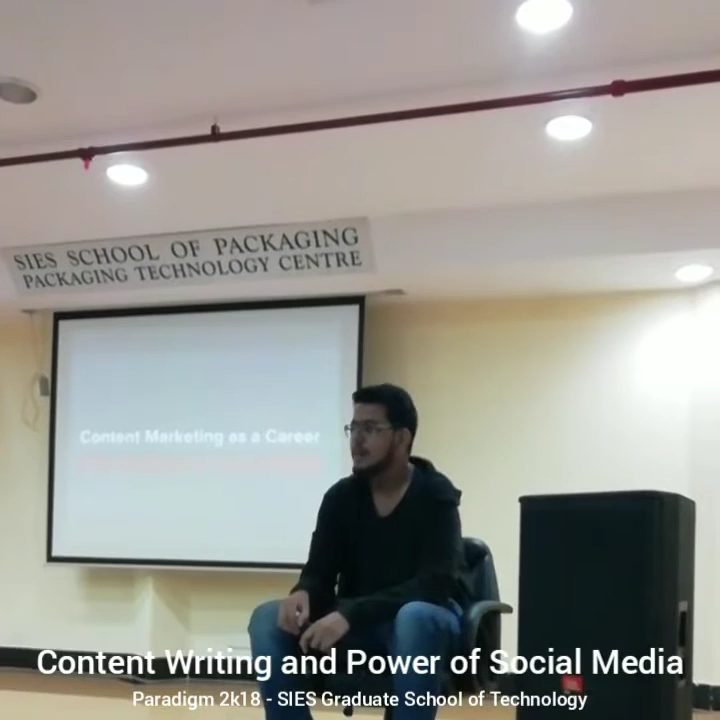 SIES SCHOOL OF PACKAGING
PACKAGING TECHNOLOGY CENTRE
Content Marketing as a Career
Content Writing and Power of Social Media
Paradigm 2k18 - SIES Graduate School of Technology